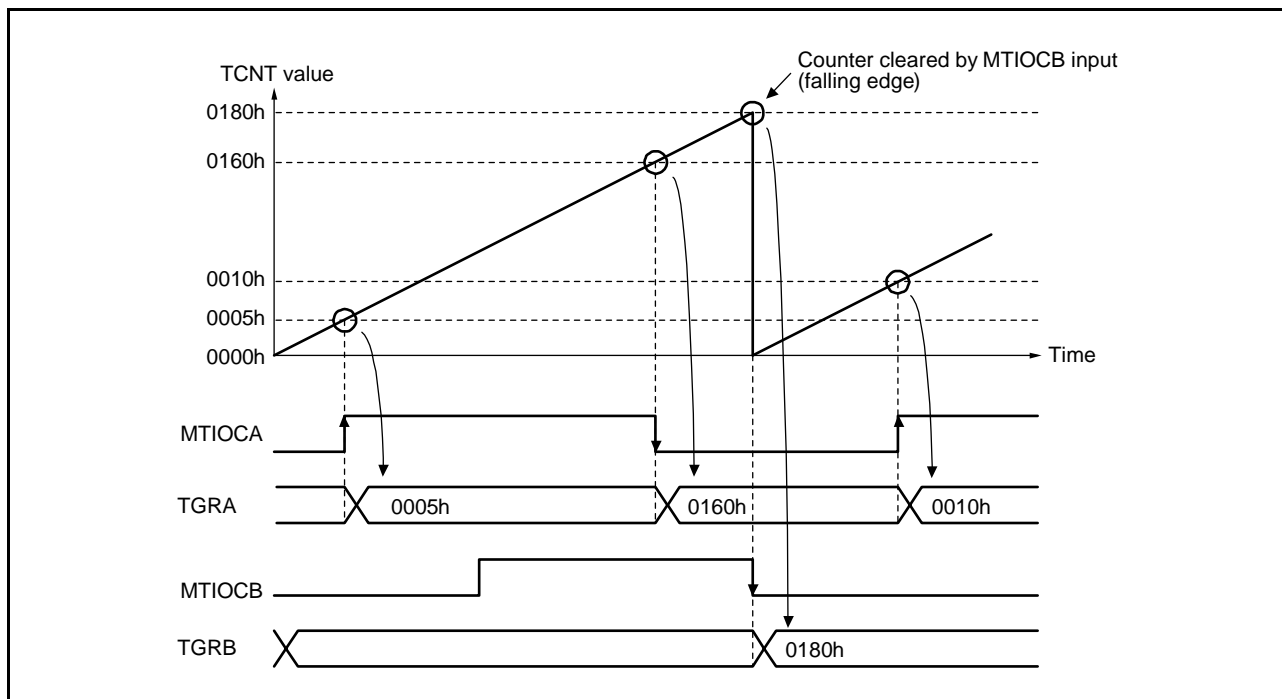 Counter cleared by MTIOCB input
(falling edge)
TCNT value
0180h
0160h
0010h
0005h
0000h
Time
MTIOCA
TGRA
0005h
0160h
0010h
MTIOCB
TGRB
0180h